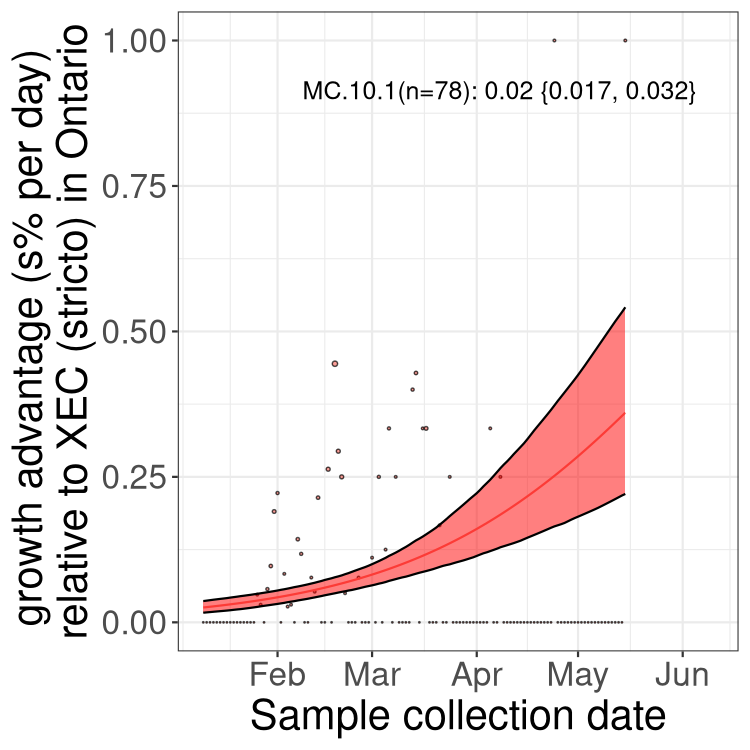 growth advantage (s% per day)
relative to XEC (stricto) in Ontario
1.00
MC.10.1(n=78): 0.02 {0.017, 0.032}
0.75
0.50
0.25
0.00
Feb Mar Apr May Jun
Sample collection date